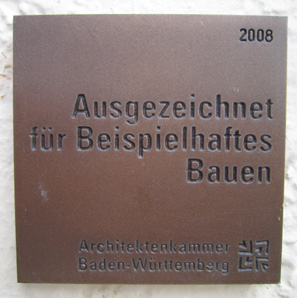 2008
Ausgezeichnet
für Beispielhaftes
Bauen
Architektenkammer
Baden-Württemberg